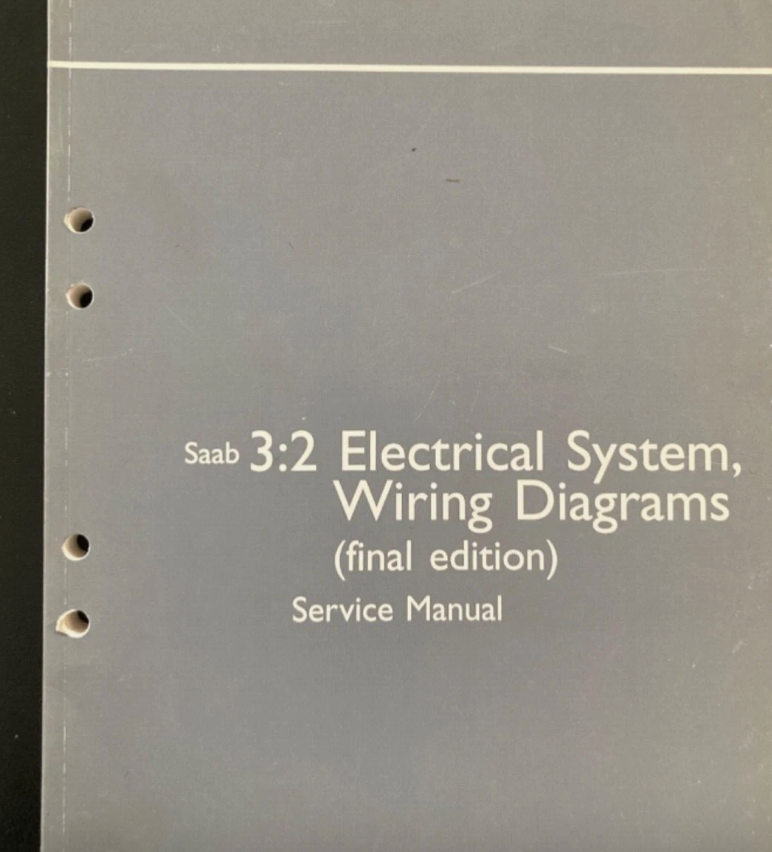 Saab 3:2 Electrical System,
Wiring Diagrams
(final edition)
Service Manual